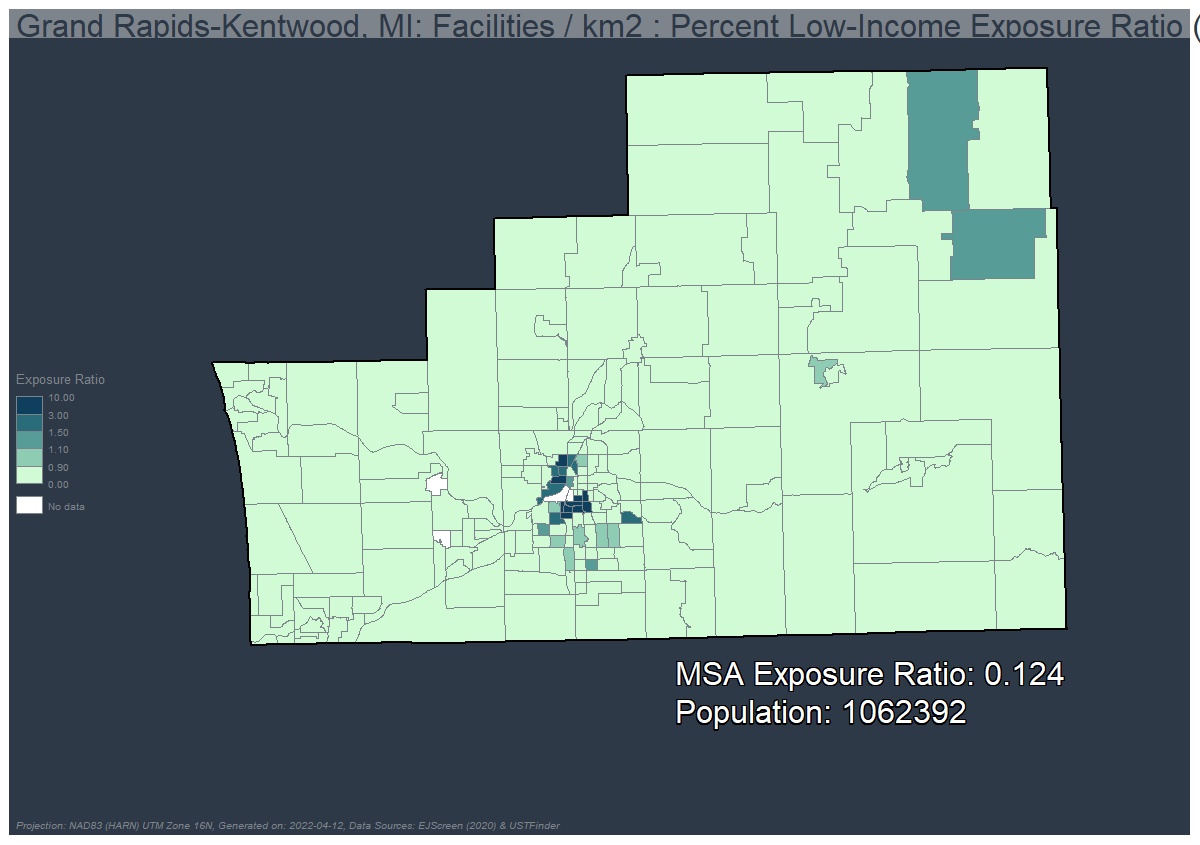 Grand Rapids-Kentwood, MI: Facilities / km2 : Percent Low-Income Exposure Ratio (
Exposure Ratio
10.00
3.00
1.50
1.10
0.90
0.00
No data
MSA Exposure Ratio: 0.124
Population: 1062392
Projection: NAD83 (HARN) UTM Zone 16N, Generated on: 2022-04-12, Data Sources: EJScreen (2020) & USTFinder